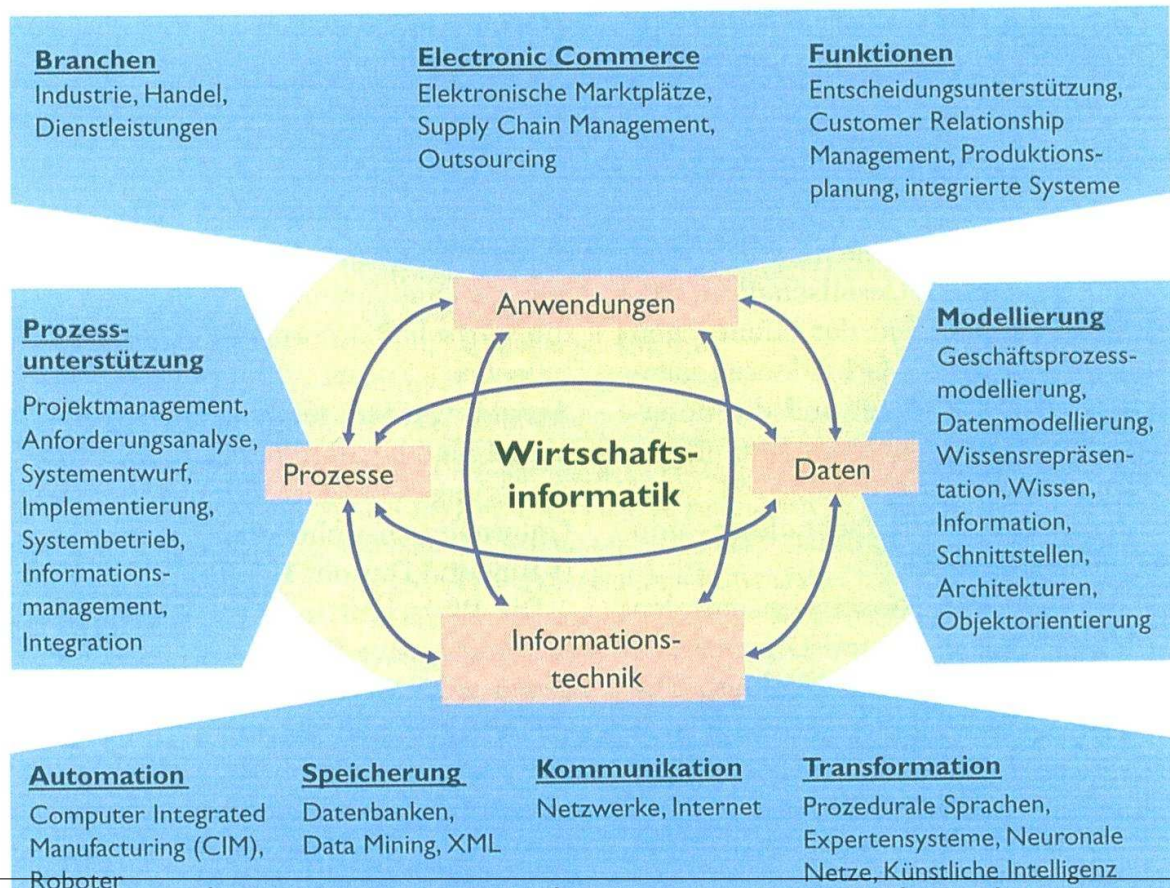 Branchen
Industrie, Handel,
Dienstleistungen
Electronic Commerce
Elektronische Marktplätze,
Supply Chain Management,
Outsourcing
Funktionen
Entscheidungsunterstützung,
Customer Relationship
Management, Produktions-
planung, integrierte Systeme
Prozess-
unterstützung
Projektmanagement,
Anforderungsanalyse,
Systementwurf,
Implementierung,
Systembetrieb,
Informations-
management,
Integration
Anwendungen
Prozesse
Wirtschafts-
informatik
Daten
Informations-
technik
Modellierung
Geschäftsprozess-
modellierung,
Datenmodellierung,
Wissensrepräsen-
tation, Wissen,
Information,
Schnittstellen,
Architekturen,
Objektorientierung
Automation
Computer Integrated
Manufacturing (CIM),
Roboter
Speicherung
Datenbanken,
Data Mining, XML
Kommunikation
Netzwerke, Internet
Transformation
Prozedurale Sprachen,
Expertensysteme, Neuronale
Netze, Künstliche Intelligenz